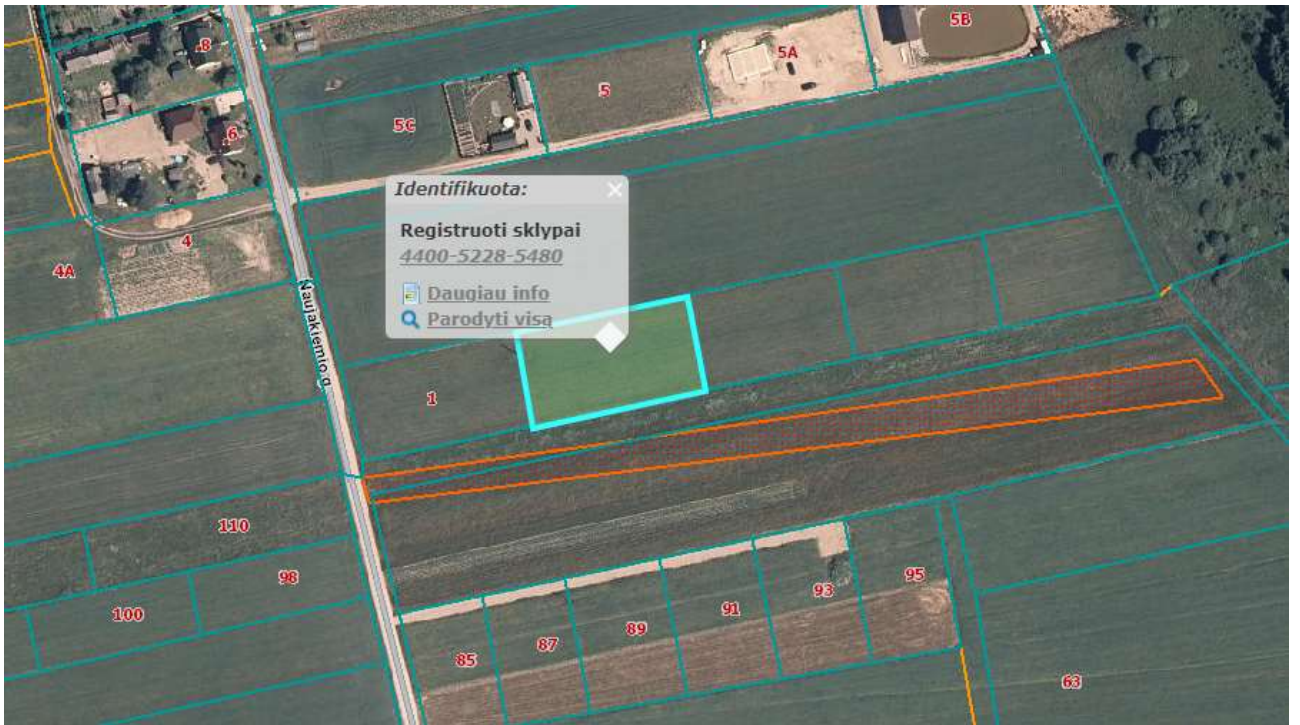 5B
8
5A
5
5C
6
Identifikuota:
Registruoti sklypai
4400-5228-5480
Daugiau info
Parodyti visą
4
4A
Naujakiemio g.
1
110
98
100
95
93
91
89
87
85
63